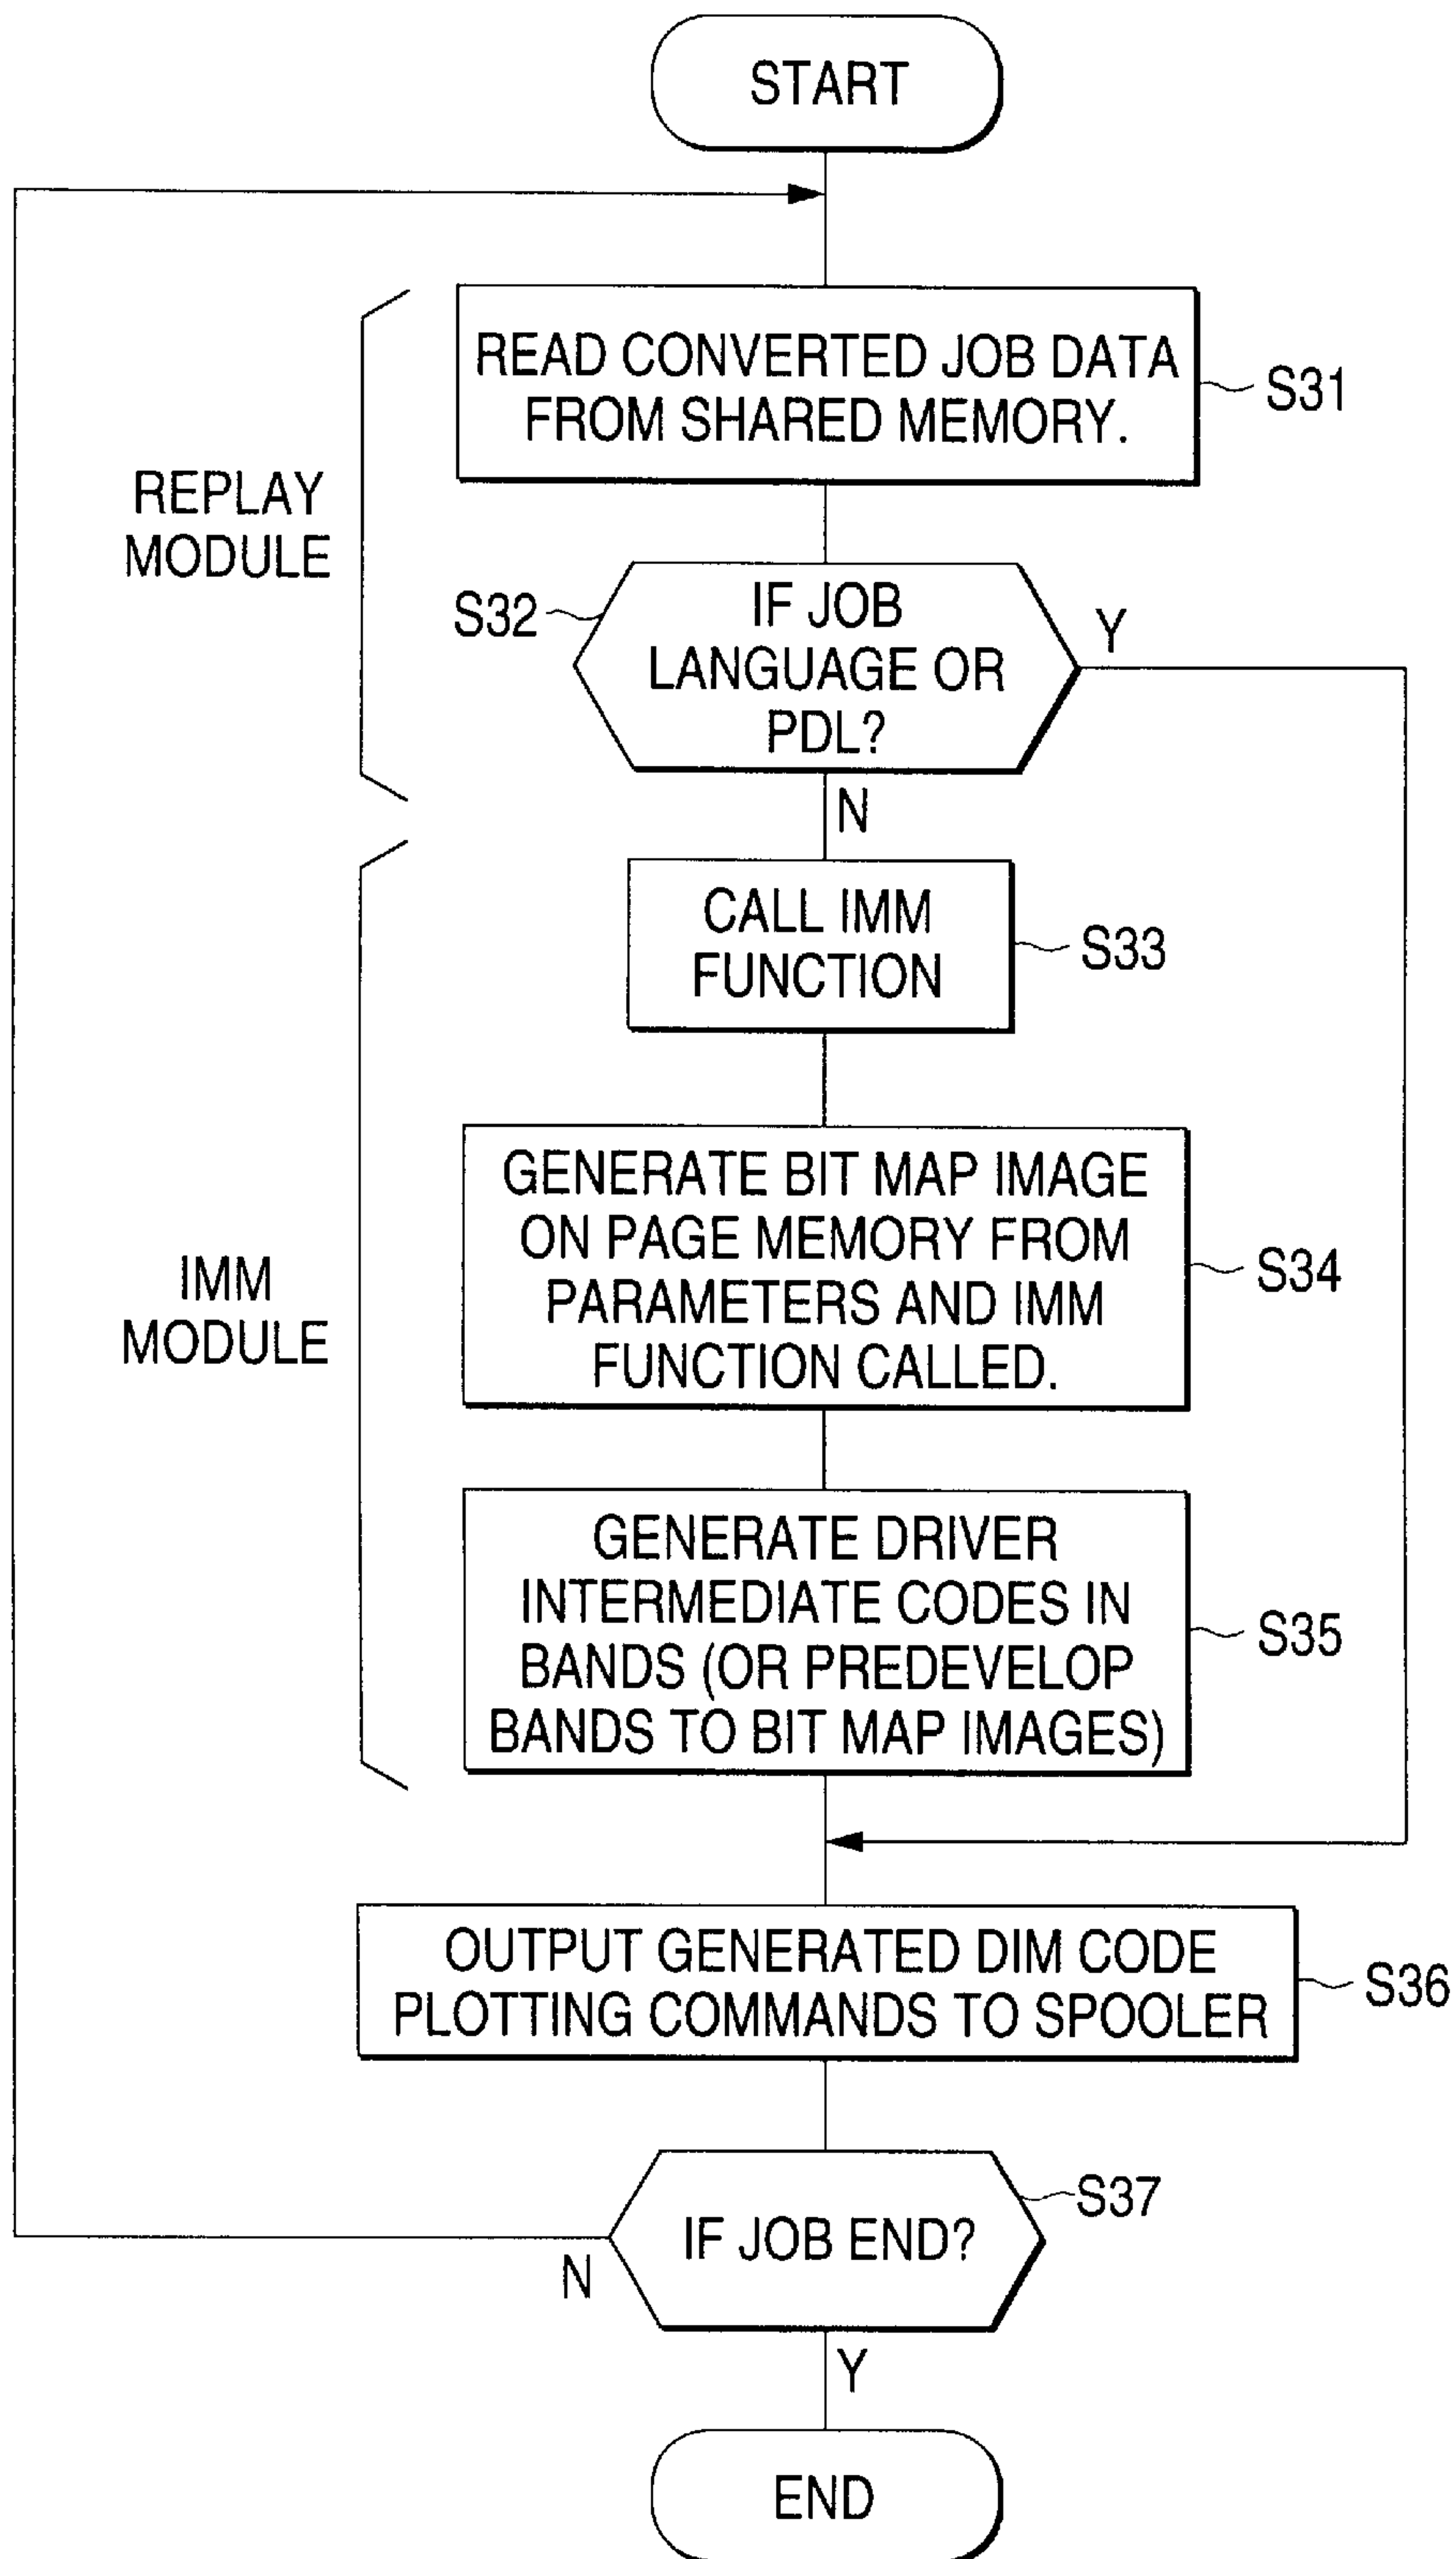 START
READ CONVERTED JOB DATA
FROM SHARED MEMORY.
S31
REPLAY
MODULE
S32
IF JOB
LANGUAGE OR
PDL?
Y
N
CALL IMM
FUNCTION
S33
GENERATE BIT MAP IMAGE
ON PAGE MEMORY FROM
PARAMETERS AND IMM
FUNCTION CALLED.
S34
IMM
MODULE
GENERATE DRIVER
INTERMEDIATE CODES IN
BANDS (OR PREDEVELOP
BANDS TO BIT MAP IMAGES)
S35
OUTPUT GENERATED DIM CODE
PLOTTING COMMANDS TO SPOOLER
S36
IF JOB END?
S37
N
Y
END